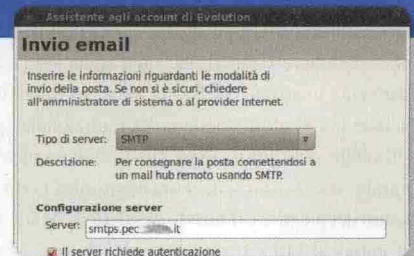 Assistente agli account di Evolution
Invio email
Inserire le informazioni riguardanti le modalità di
invio della posta. Se non si è sicuri, chiedere
all'amministratore di sistema o al provider Internet.
Tipo di server: SMTP
Descrizione: Per consegnare la posta connettendosi a
un mail hub remoto usando SMTP.
Configurazione server
Server: smtps.pec. .it
Il server richiede autenticazione